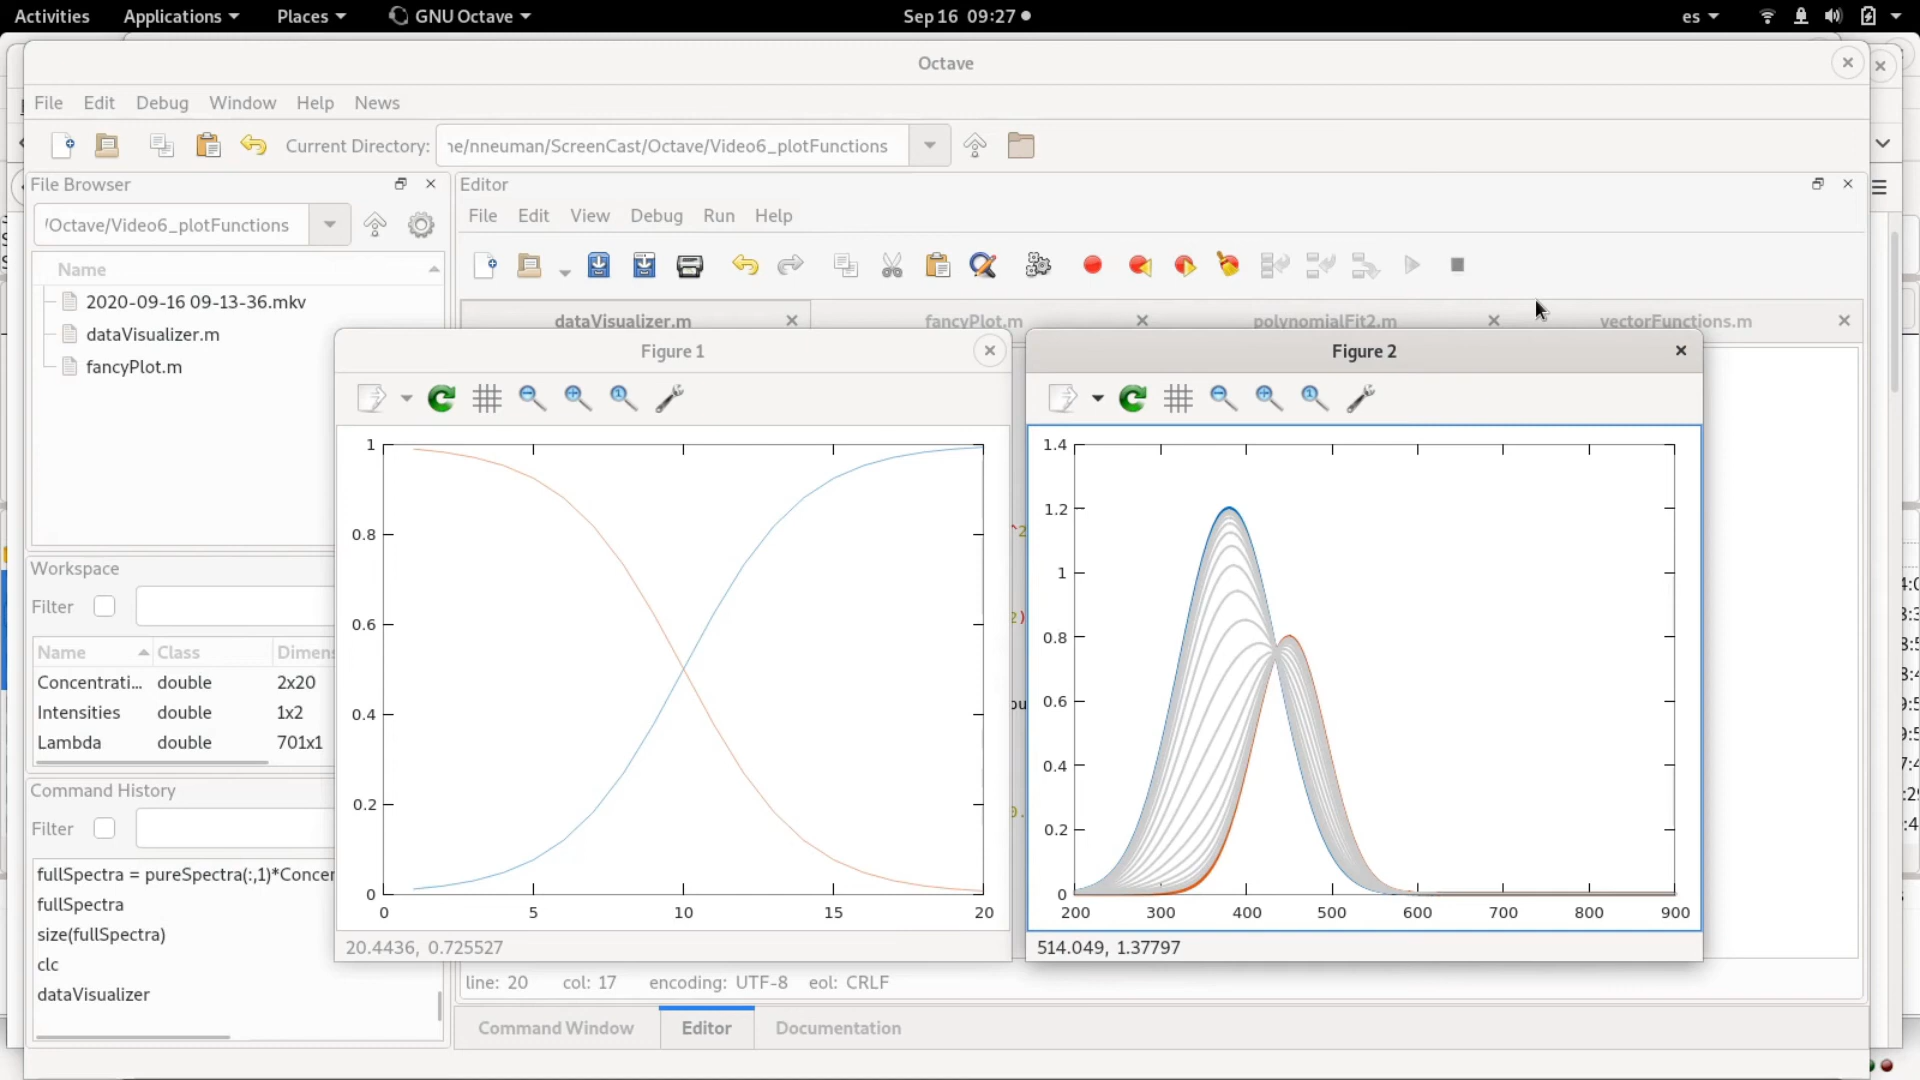 Activities Applications Places GNU Octave Sep 16 09:27 es
Octave
File Edit Debug Window Help News
Current Directory: ne/nneuman/ScreenCast/Octave/Video6_plotFunctions
File Browser
/Octave/Video6_plotFunctions
Name
2020-09-16 09-13-36.mkv
dataVisualizer.m
fancyPlot.m
Workspace
Filter
Name Class Dimens
Concentrati... double 2x20
Intensities double 1x2
Lambda double 701x1
Command History
Filter
fullSpectra = pureSpectra(:,1)*Concer
fullSpectra
size(fullSpectra)
clc
dataVisualizer
Editor
File Edit View Debug Run Help
dataVisualizer.m fancyPlot.m polynomialFit2.m vectorFunctions.m
Figure 1
1
0.8
0.6
0.4
0.2
0
0 5 10 15 20
20.4436, 0.725527
Figure 2
1.4
1.2
1
0.8
0.6
0.4
0.2
0
200 300 400 500 600 700 800 900
514.049, 1.37797
line: 20 col: 17 encoding: UTF-8 eol: CRLF
Command Window Editor Documentation